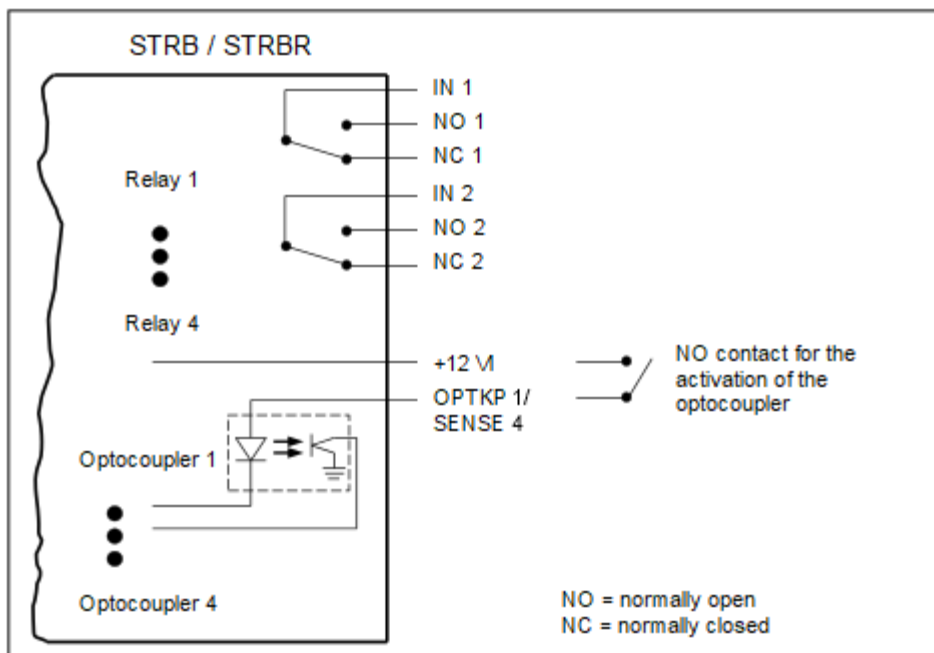 STRB / STRBR
IN 1
NO 1
NC 1
Relay 1
IN 2
NO 2
NC 2
Relay 4
+12 VI
OPTKP 1/
SENSE 4
NO contact for the
activation of the
optocoupler
Optocoupler 1
Optocoupler 4
NO = normally open
NC = normally closed